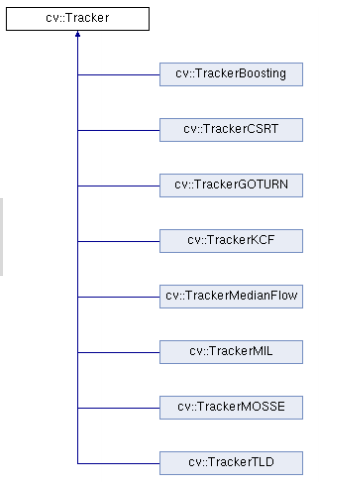 cv::Tracker
cv::TrackerBoosting
cv::TrackerCSRT
cv::TrackerGOTURN
cv::TrackerKCF
cv::TrackerMedianFlow
cv::TrackerMIL
cv::TrackerMOSSE
cv::TrackerTLD